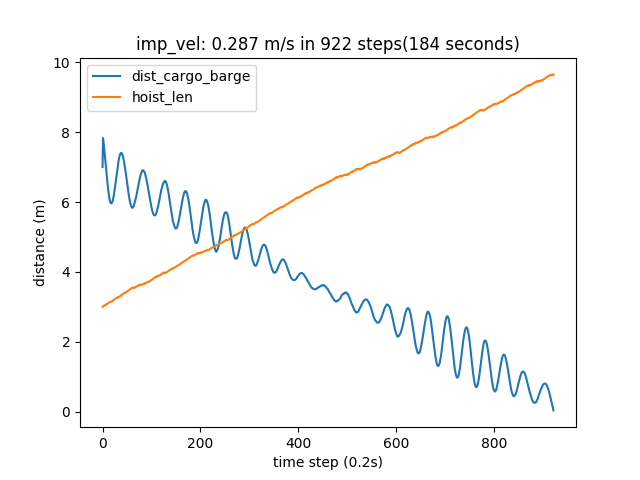 imp_vel: 0.287 m/s in 922 steps(184 seconds)
dist_cargo_barge
hoist_len
distance (m)
10
8
6
4
2
0
0 200 400 600 800
time step (0.2s)